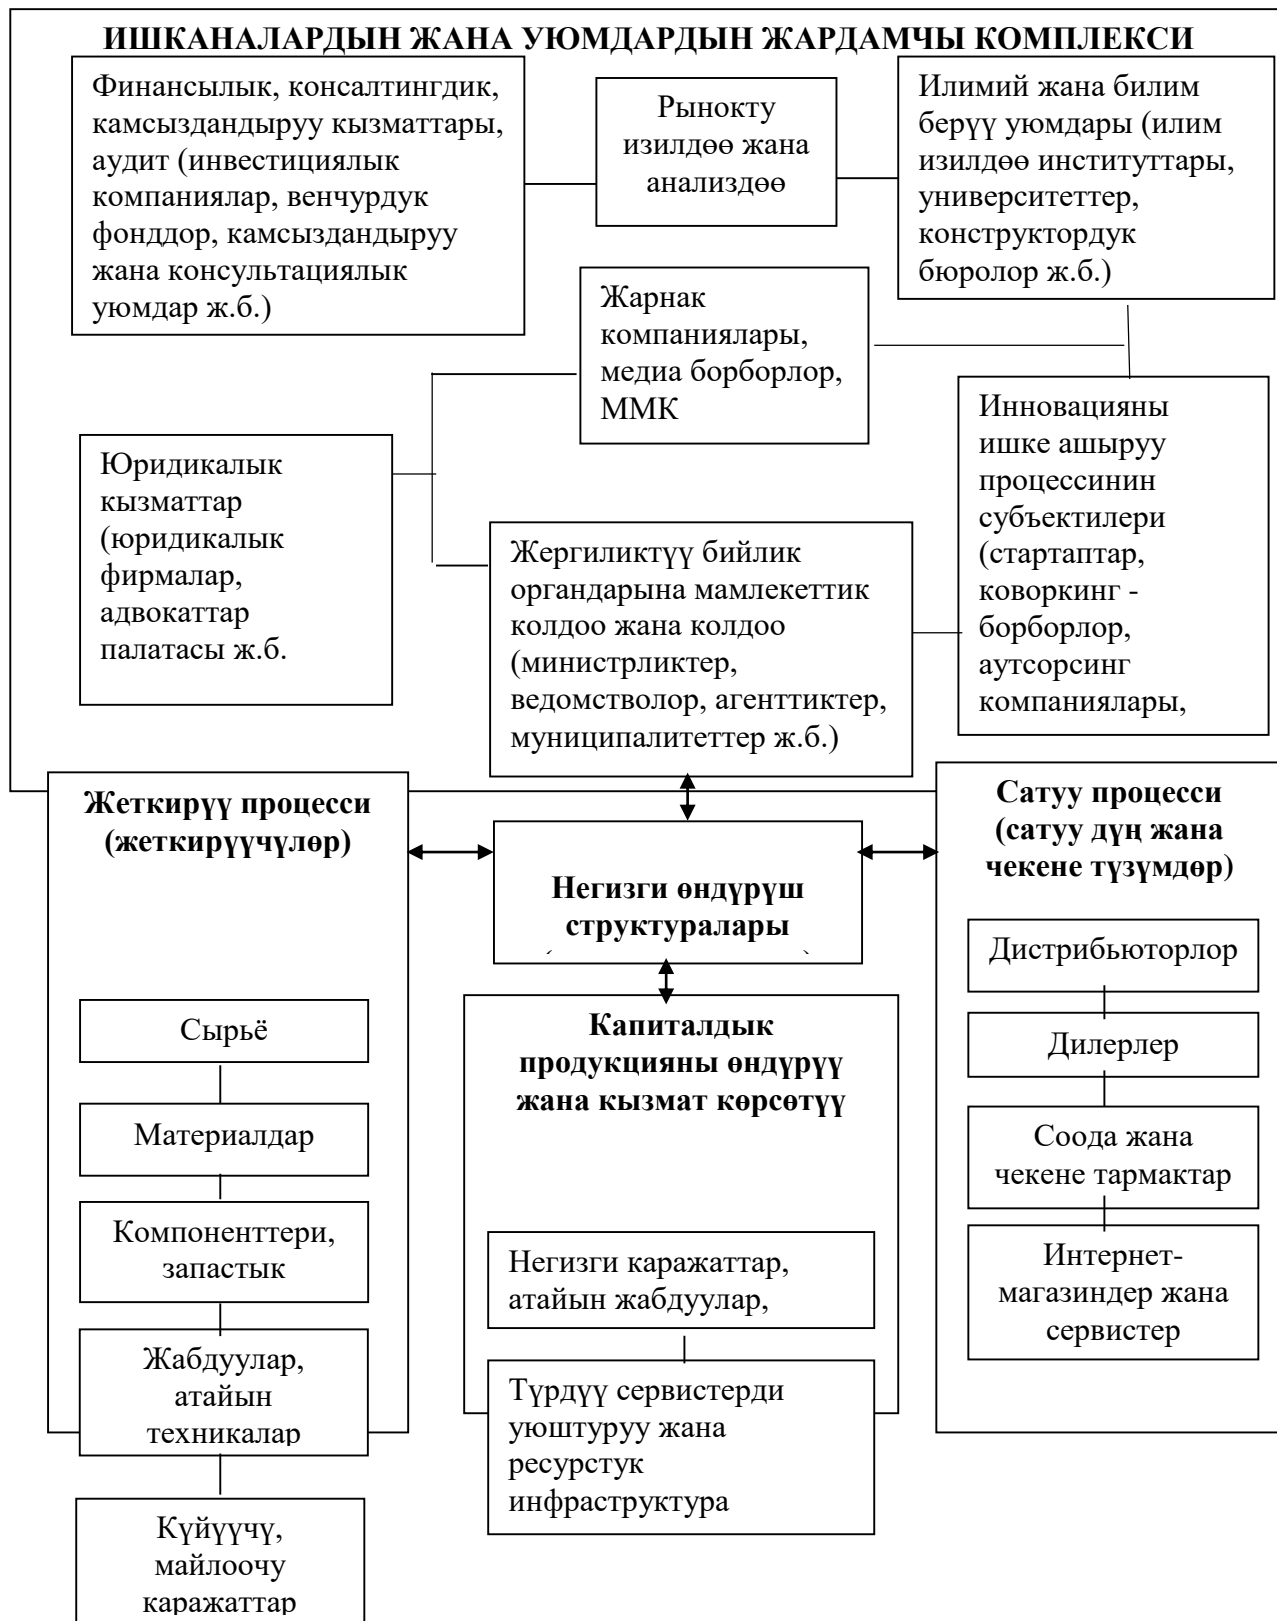 ИШКАНАЛАРДЫН ЖАНА УЮМДАРДЫН ЖАРДАМЧЫ КОМПЛЕКСИ
Финансылык, консалтингдик,
камсыздандыруу кызматтары,
аудит (инвестициялык
компаниялар, венчурдук
фонддор, камсыздандыруу
жана консультациялык
уюмдар ж.б.)
Рынокту
изилдөө жана
анализдөө
Илимий жана билим
берүү уюмдары (илим
изилдөө институттары,
университеттер,
конструктордук
бюролор ж.б.)
Жарнак
компаниялары,
медиа борборлор,
ММК
Юридикалык
кызматтар
(юридикалык
фирмалар,
адвокаттар
палатасы ж.б.
Жергиликтүү бийлик
органдарына мамлекеттик
колдоо жана колдоо
(министрликтер,
ведомстволор, агенттиктер,
муниципалитеттер ж.б.)
Инновацияны
ишке ашыруу
процессинин
субъектилери
(стартаптар,
коворкинг -
борборлор,
аутсорсинг
компаниялары,
Жеткирүү процесси
(жеткирүүчүлөр)
Сырьё
Материалдар
Компоненттери,
запастык
Жабдуулар,
атайын
техникалар
Күйүүчү,
майлоочу
каражаттар
Негизги өндүрүш
структуралары
Капиталдык
продукцияны өндүрүү
жана кызмат көрсөтүү
Негизги каражаттар,
атайын жабдуулар,
Түрдүү сервистерди
уюштуруу жана
ресурстук
инфраструктура
Сатуу процесси
(сатуу дүң жана
чекене түзүмдөр)
Дистрибьюторлор
Дилерлер
Соода жана
чекене тармактар
Интернет-
магазиндер жана
сервистер